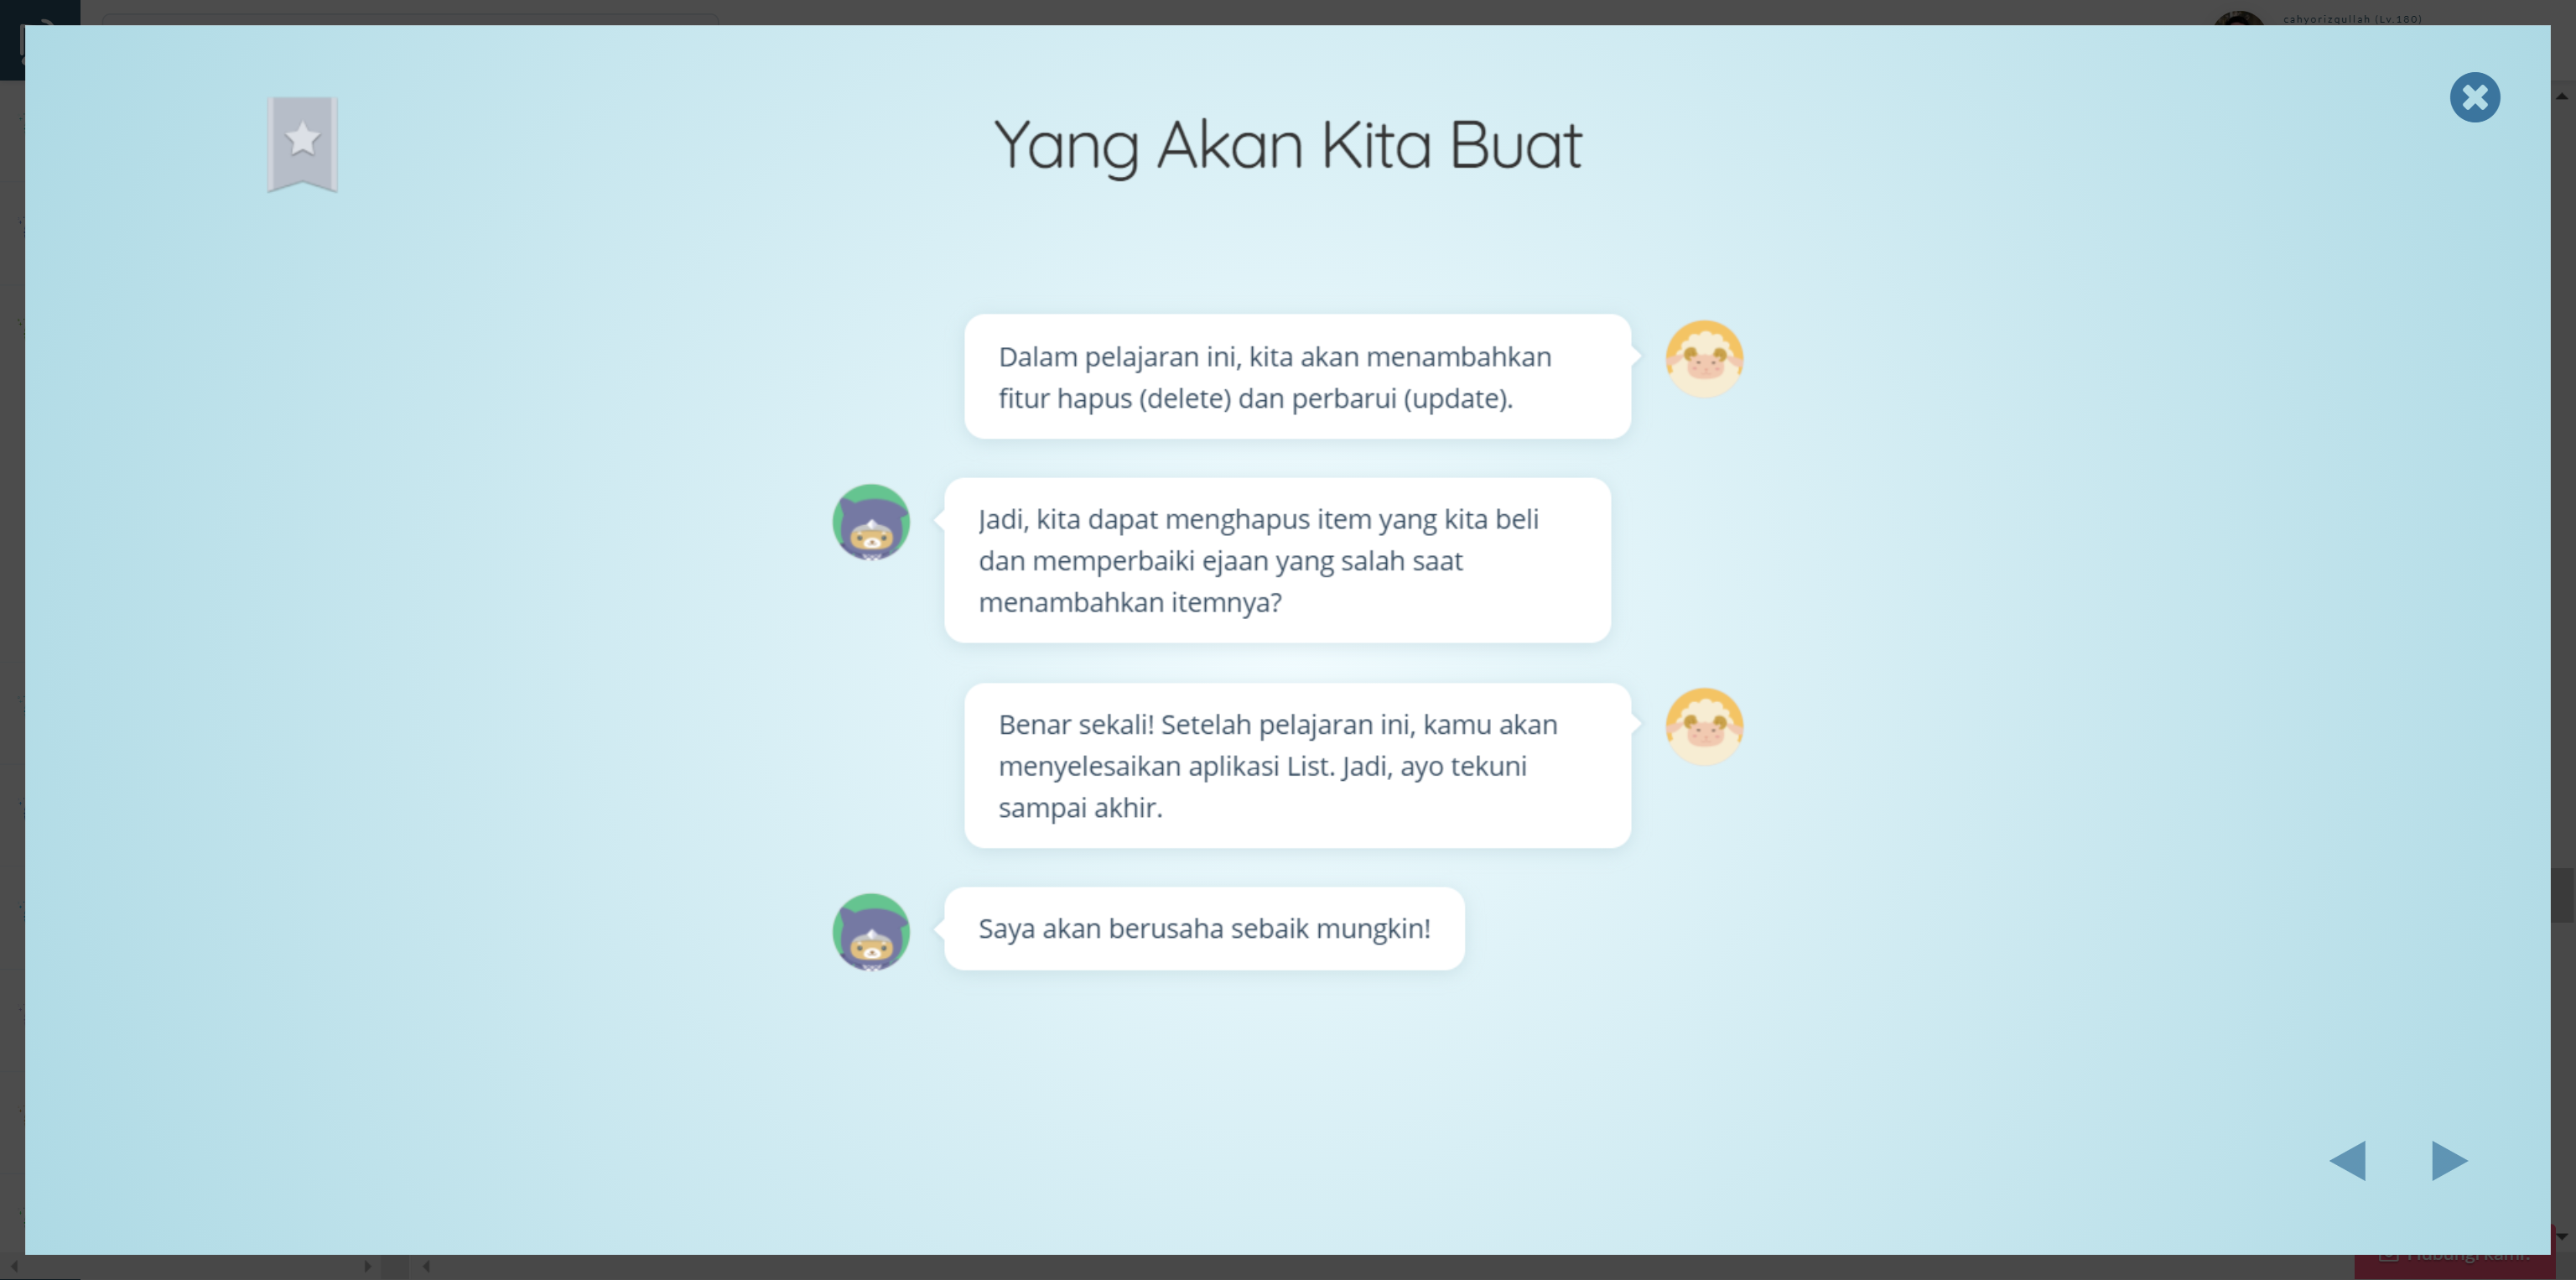 cahyorizqullah (Lv.180)
Yang Akan Kita Buat
Dalam pelajaran ini, kita akan menambahkan
fitur hapus (delete) dan perbarui (update).
Jadi, kita dapat menghapus item yang kita beli
dan memperbaiki ejaan yang salah saat
menambahkan itemnya?
Benar sekali! Setelah pelajaran ini, kamu akan
menyelesaikan aplikasi List. Jadi, ayo tekuni
sampai akhir.
Saya akan berusaha sebaik mungkin!